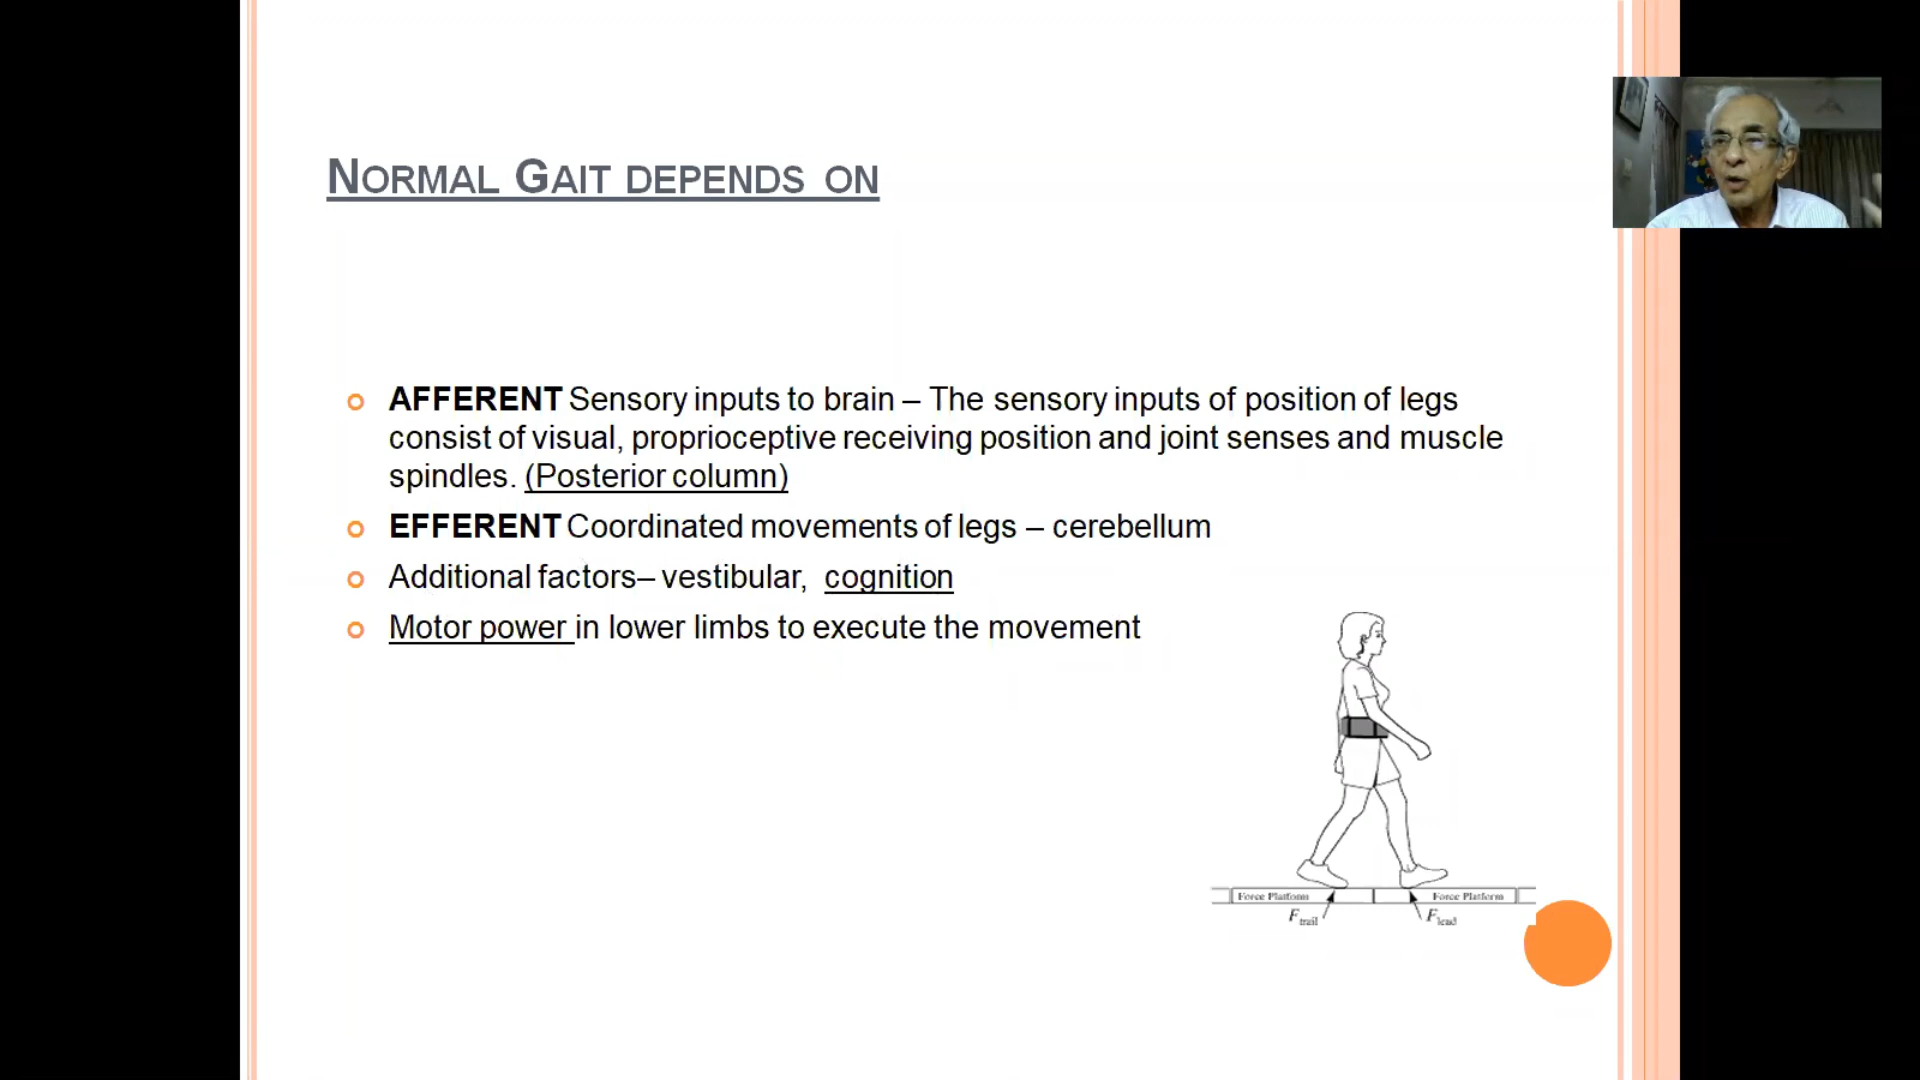 NORMAL GAIT DEPENDS ON
AFFERENT Sensory inputs to brain – The sensory inputs of position of legs
consist of visual, proprioceptive receiving position and joint senses and muscle
spindles. (Posterior column)
EFFERENT Coordinated movements of legs – cerebellum
Additional factors– vestibular, cognition
Motor power in lower limbs to execute the movement
Force Platform Force Platform
Ftrail Flead